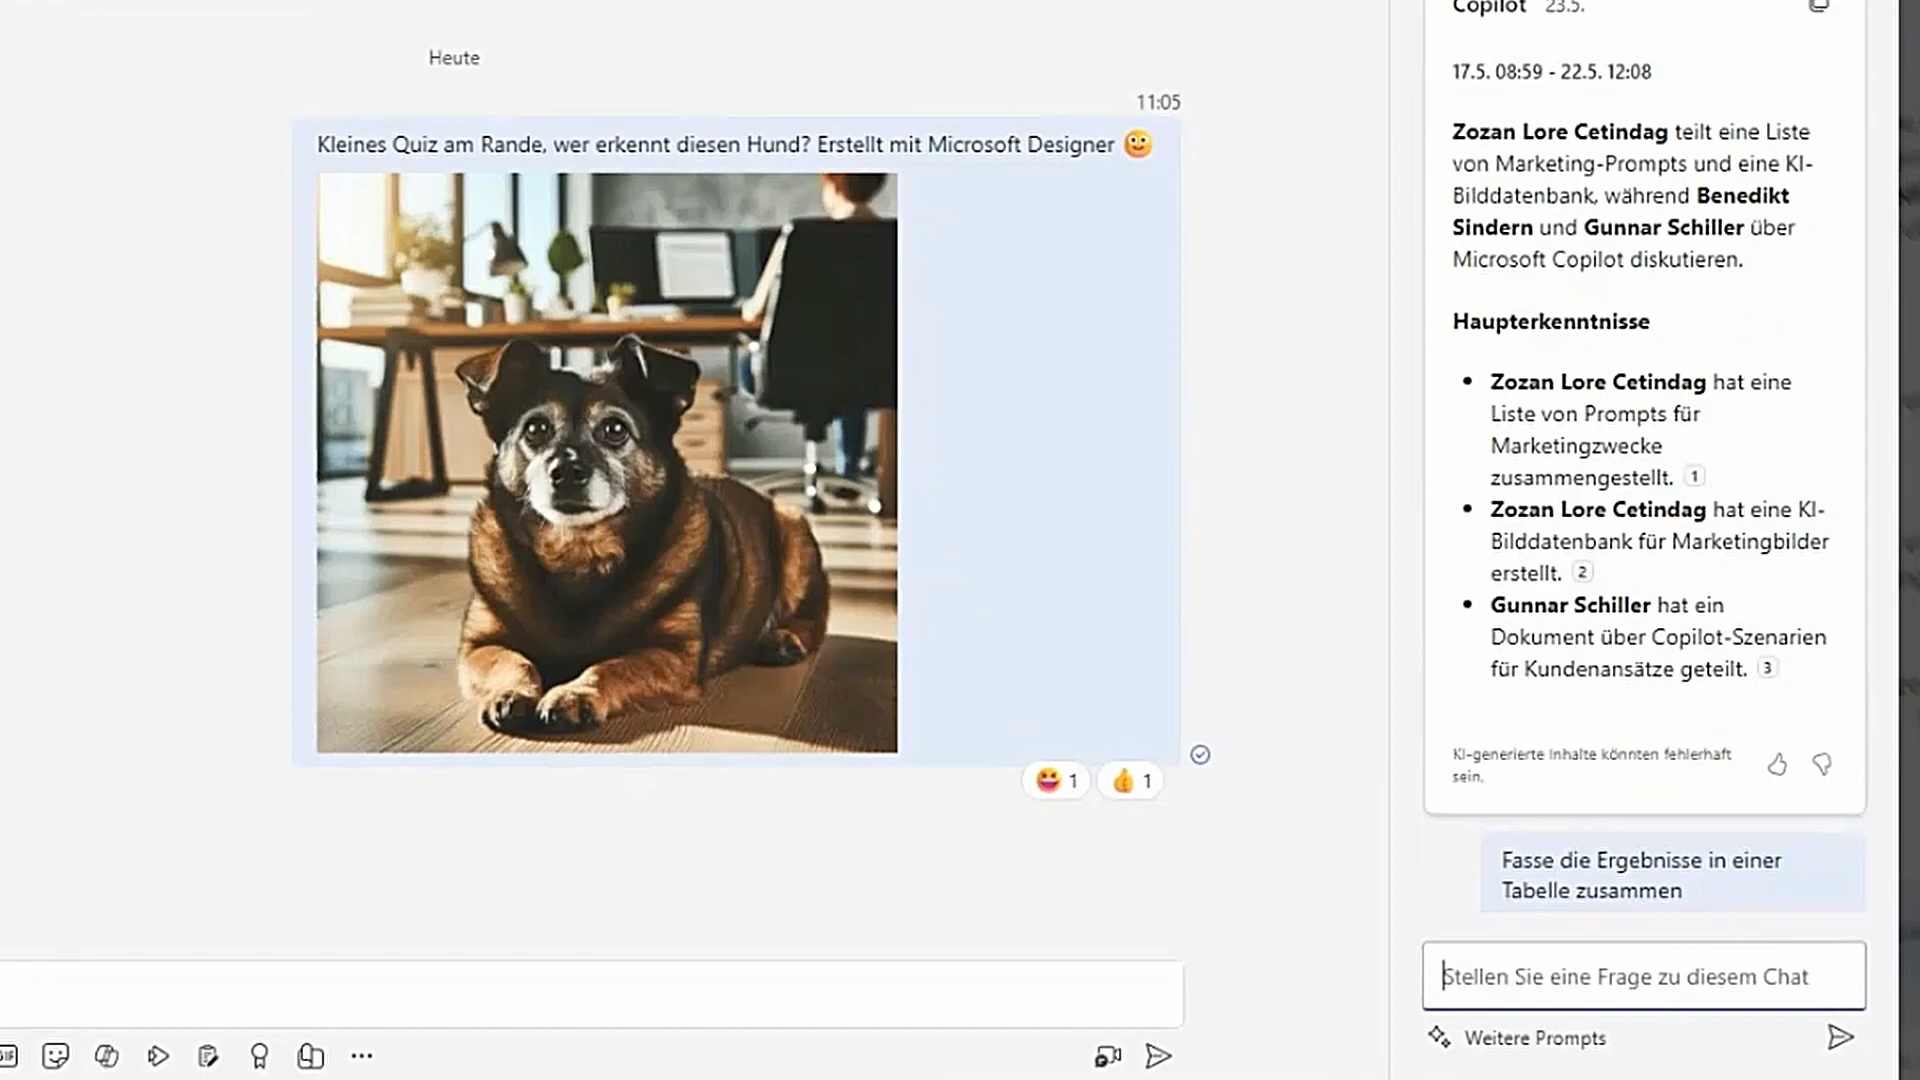 Heute
11:05
Kleines Quiz am Rande, wer erkennt diesen Hund? Erstellt mit Microsoft Designer
1
1
GIF
Copilot 23.5.
17.5. 08:59 - 22.5. 12:08
Zozan Lore Cetindag teilt eine Liste
von Marketing-Prompts und eine KI-
Bilddatenbank, während Benedikt
Sindern und Gunnar Schiller über
Microsoft Copilot diskutieren.
Haupterkenntnisse
Zozan Lore Cetindag hat eine
Liste von Prompts für
Marketingzwecke
zusammengestellt. 1
Zozan Lore Cetindag hat eine KI-
Bilddatenbank für Marketingbilder
erstellt. 2
Gunnar Schiller hat ein
Dokument über Copilot-Szenarien
für Kundenansätze geteilt. 3
KI-generierte Inhalte könnten fehlerhaft
sein.
Fasse die Ergebnisse in einer
Tabelle zusammen
Stellen Sie eine Frage zu diesem Chat
Weitere Prompts